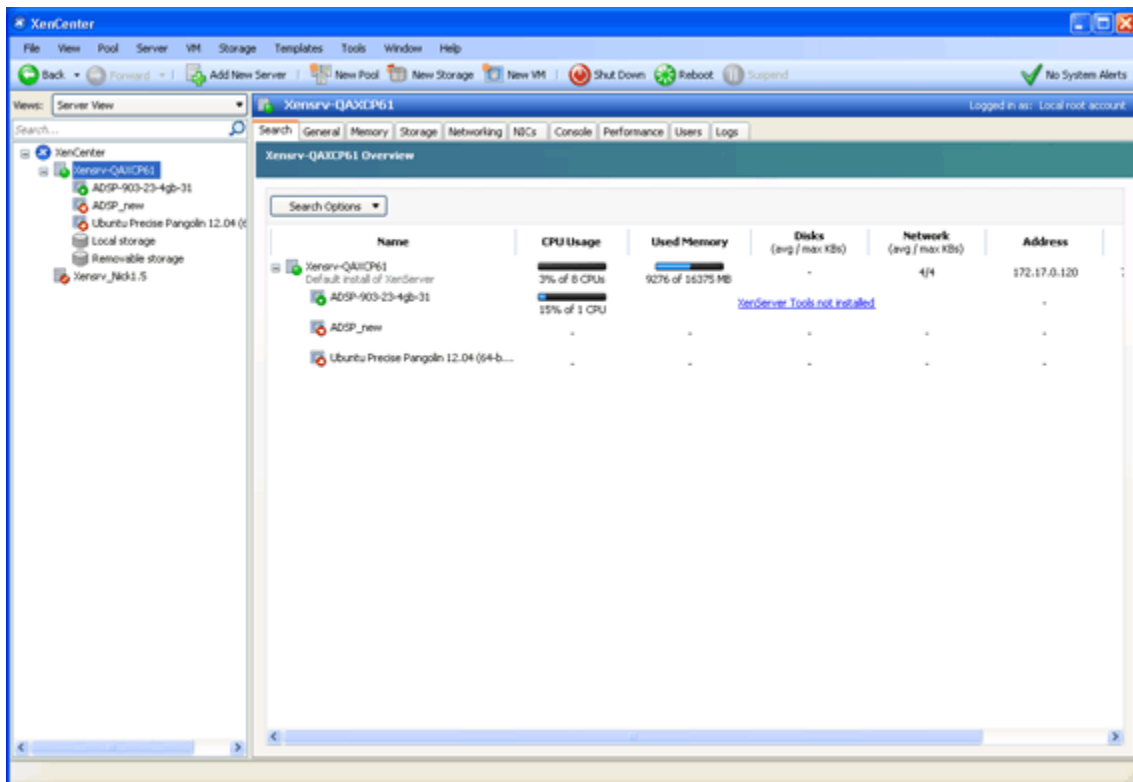 XenCenter
File View Pool Server VM Storage Templates Tools Window Help
Back Forward Add New Server New Pool New Storage New VM Shut Down Reboot Suspend No System Alerts
Views: Server View
Xensrv-QAXCP61 Logged in as: Local root account
Search...
Search General Memory Storage Networking NICs Console Performance Users Logs
XenCenter
Xensrv-QAXCP61
ADSP-903-23-4gb-31
ADSP_new
Ubuntu Precise Pangolin 12.04 (6
Local storage
Removable storage
Xensrv_Nick1.5
Xensrv-QAXCP61 Overview
Search Options
Name CPU Usage Used Memory Disks (avg / max KBs) Network (avg / max KBs) Address
Xensrv-QAXCP61 - 4/4 172.17.0.120
Default install of XenServer 3% of 8 CPUs 9276 of 16375 MB
ADSP-903-23-4gb-31 XenServer Tools not installed -
15% of 1 CPU
ADSP_new - - - - -
Ubuntu Precise Pangolin 12.04 (64-b.... - - - - -